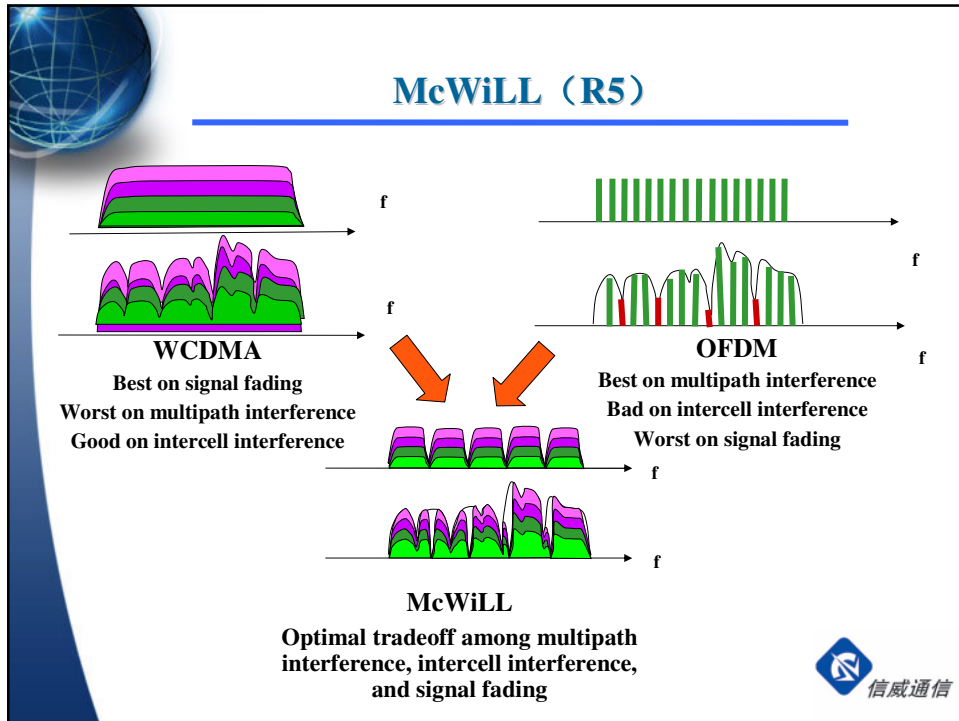 McWiLL（R5）
f
f
WCDMA
Best on signal fading
Worst on multipath interference
Good on intercell interference
f
f
OFDM
Best on multipath interference
Bad on intercell interference
Worst on signal fading
f
f
McWiLL
Optimal tradeoff among multipath
interference, intercell interference,
and signal fading
信威通信